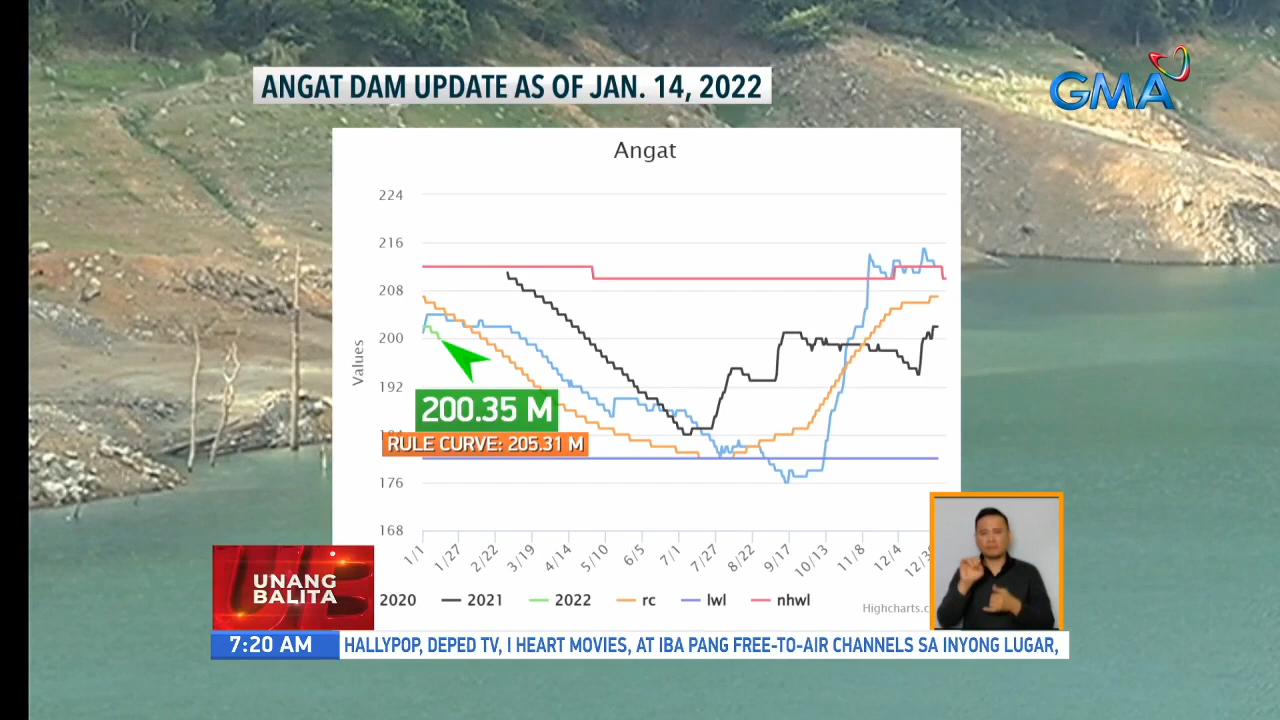 ANGAT DAM UPDATE AS OF JAN. 14, 2022
GMA
Angat
224
216
208
200
192
176
168
Values
200.35 M
RULE CURVE: 205.31 M
1/1
1/27
2/22
3/19
4/14
5/10
6/5
7/1
7/27
8/22
9/17
10/13
11/8
12/4
2020
2021
2022
rc
lwl
nhwl
UNANG
BALITA
7:20 AM
HALLYPOP, DEPED TV, I HEART MOVIES, AT IBA PANG FREE-TO-AIR CHANNELS SA INYONG LUGAR,